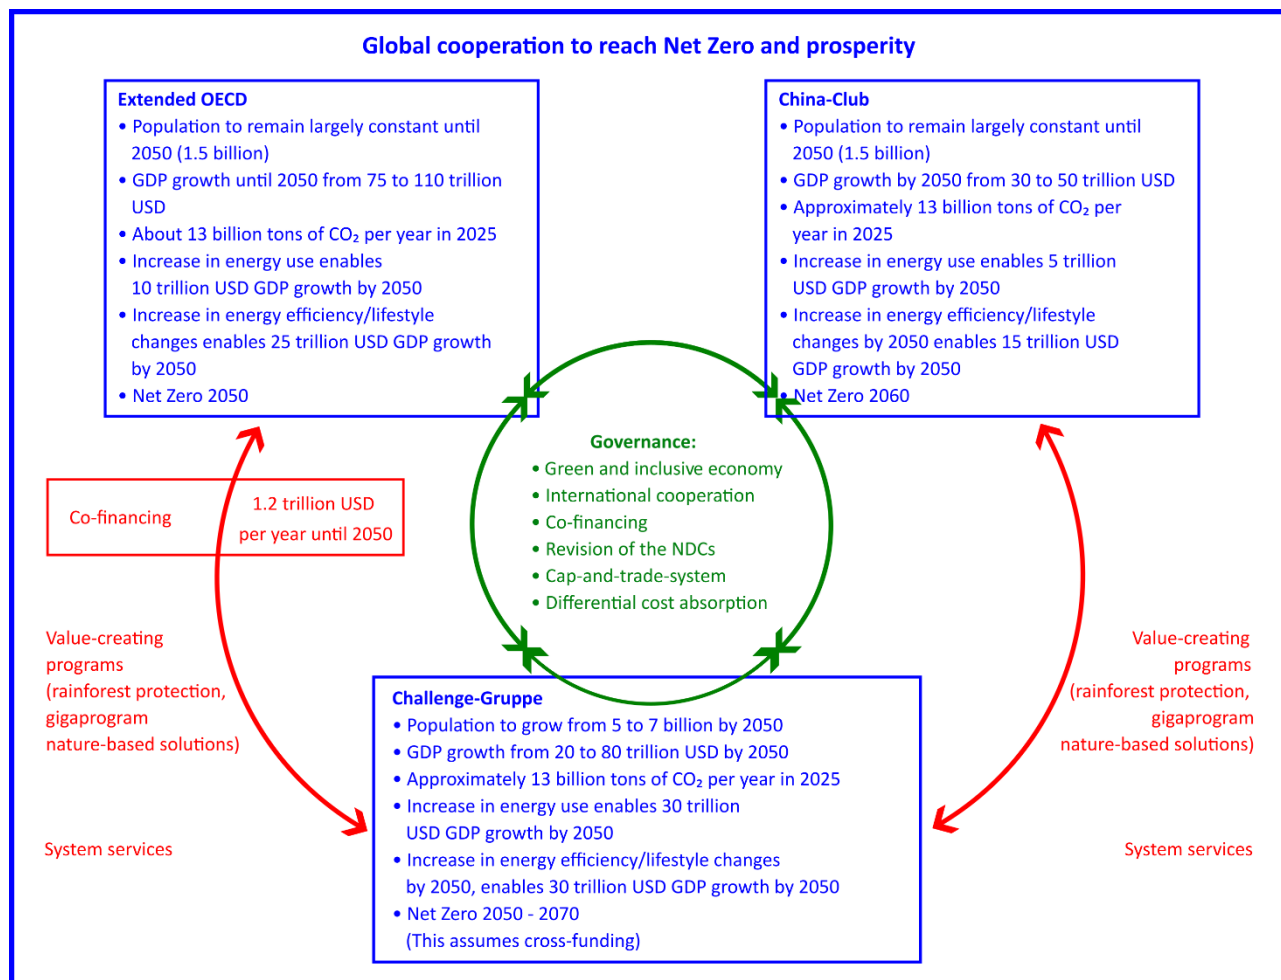 Global cooperation to reach Net Zero and prosperity
Extended OECD
• Population to remain largely constant until
2050 (1.5 billion)
• GDP growth until 2050 from 75 to 110 trillion
USD
• About 13 billion tons of CO₂ per year in 2025
• Increase in energy use enables
10 trillion USD GDP growth by 2050
• Increase in energy efficiency/lifestyle
changes enables 25 trillion USD GDP growth
by 2050
• Net Zero 2050
China-Club
• Population to remain largely constant until
2050 (1.5 billion)
• GDP growth by 2050 from 30 to 50 trillion USD
• Approximately 13 billion tons of CO₂ per
year in 2025
• Increase in energy use enables 5 trillion
USD GDP growth by 2050
• Increase in energy efficiency/lifestyle
changes by 2050 enables 15 trillion USD
GDP growth by 2050
• Net Zero 2060
Governance:
• Green and inclusive economy
• International cooperation
• Co-financing
• Revision of the NDCs
• Cap-and-trade-system
• Differential cost absorption
Co-financing
1.2 trillion USD
per year until 2050
Value-creating
programs
(rainforest protection,
gigaprogram
nature-based solutions)
System services
Value-creating
programs
(rainforest protection,
gigaprogram
nature-based solutions)
System services
Challenge-Gruppe
• Population to grow from 5 to 7 billion by 2050
• GDP growth from 20 to 80 trillion USD by 2050
• Approximately 13 billion tons of CO₂ per year in 2025
• Increase in energy use enables 30 trillion
USD GDP growth by 2050
• Increase in energy efficiency/lifestyle changes
by 2050, enables 30 trillion USD GDP growth by 2050
• Net Zero 2050 - 2070
(This assumes cross-funding)